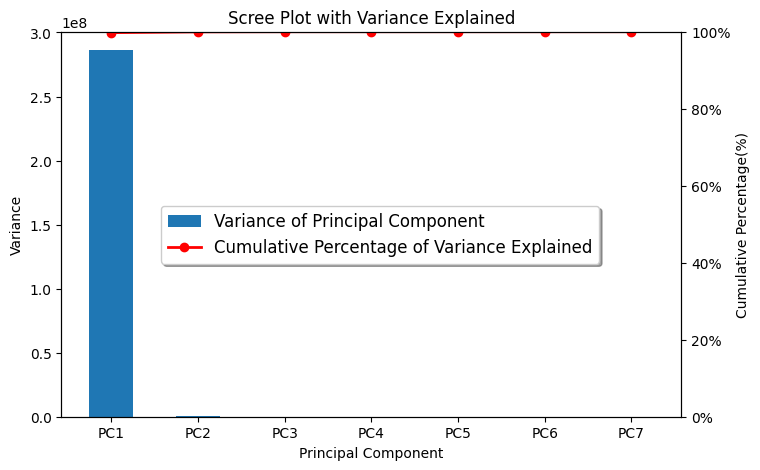 Scree Plot with Variance Explained
1e8
3.0
2.5
2.0
1.5
1.0
0.5
0.0
Variance
Variance of Principal Component
Cumulative Percentage of Variance Explained
100%
80%
60%
40%
20%
0%
Cumulative Percentage(%)
PC1 PC2 PC3 PC4 PC5 PC6 PC7
Principal Component